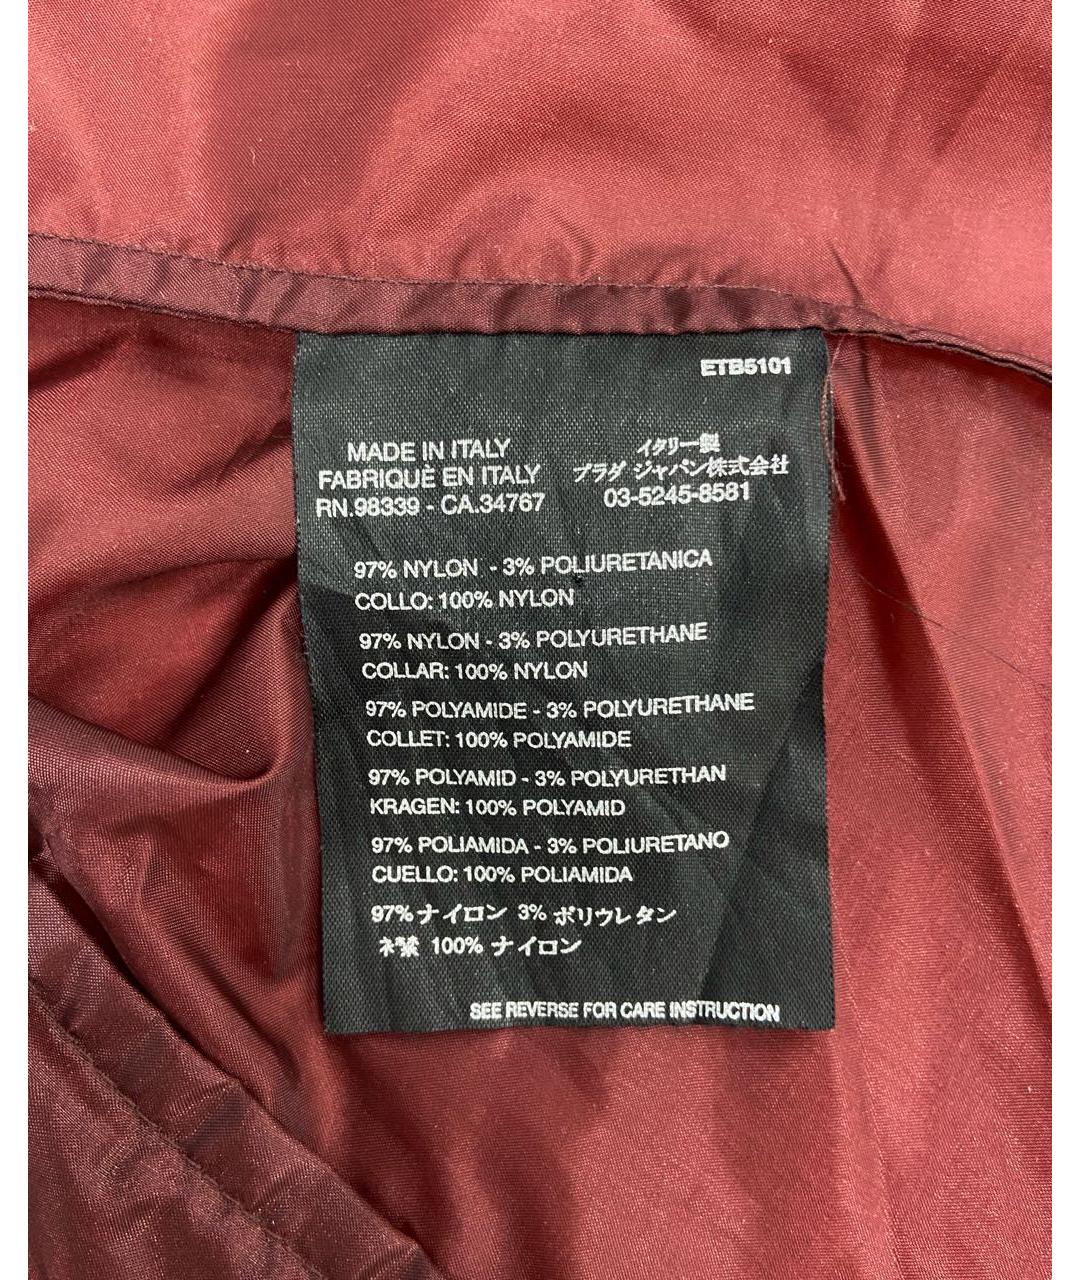 ETB5101
MADE IN ITALY
FABRIQUÈ EN ITALY
RN.98339 - CA.34767
イタリー製
プラダ ジャパン株式会社
03-5245-8581
97% NYLON - 3% POLIURETANICA
COLLO: 100% NYLON
97% NYLON - 3% POLYURETHANE
COLLAR: 100% NYLON
97% POLYAMIDE - 3% POLYURETHANE
COLLET: 100% POLYAMIDE
97% POLYAMID - 3% POLYURETHAN
KRAGEN: 100% POLYAMID
97% POLIAMIDA - 3% POLIURETANO
CUELLO: 100% POLIAMIDA
97% ナイロン 3% ポリウレタン
100% ナイロン
SEE REVERSE FOR CARE INSTRUCTION